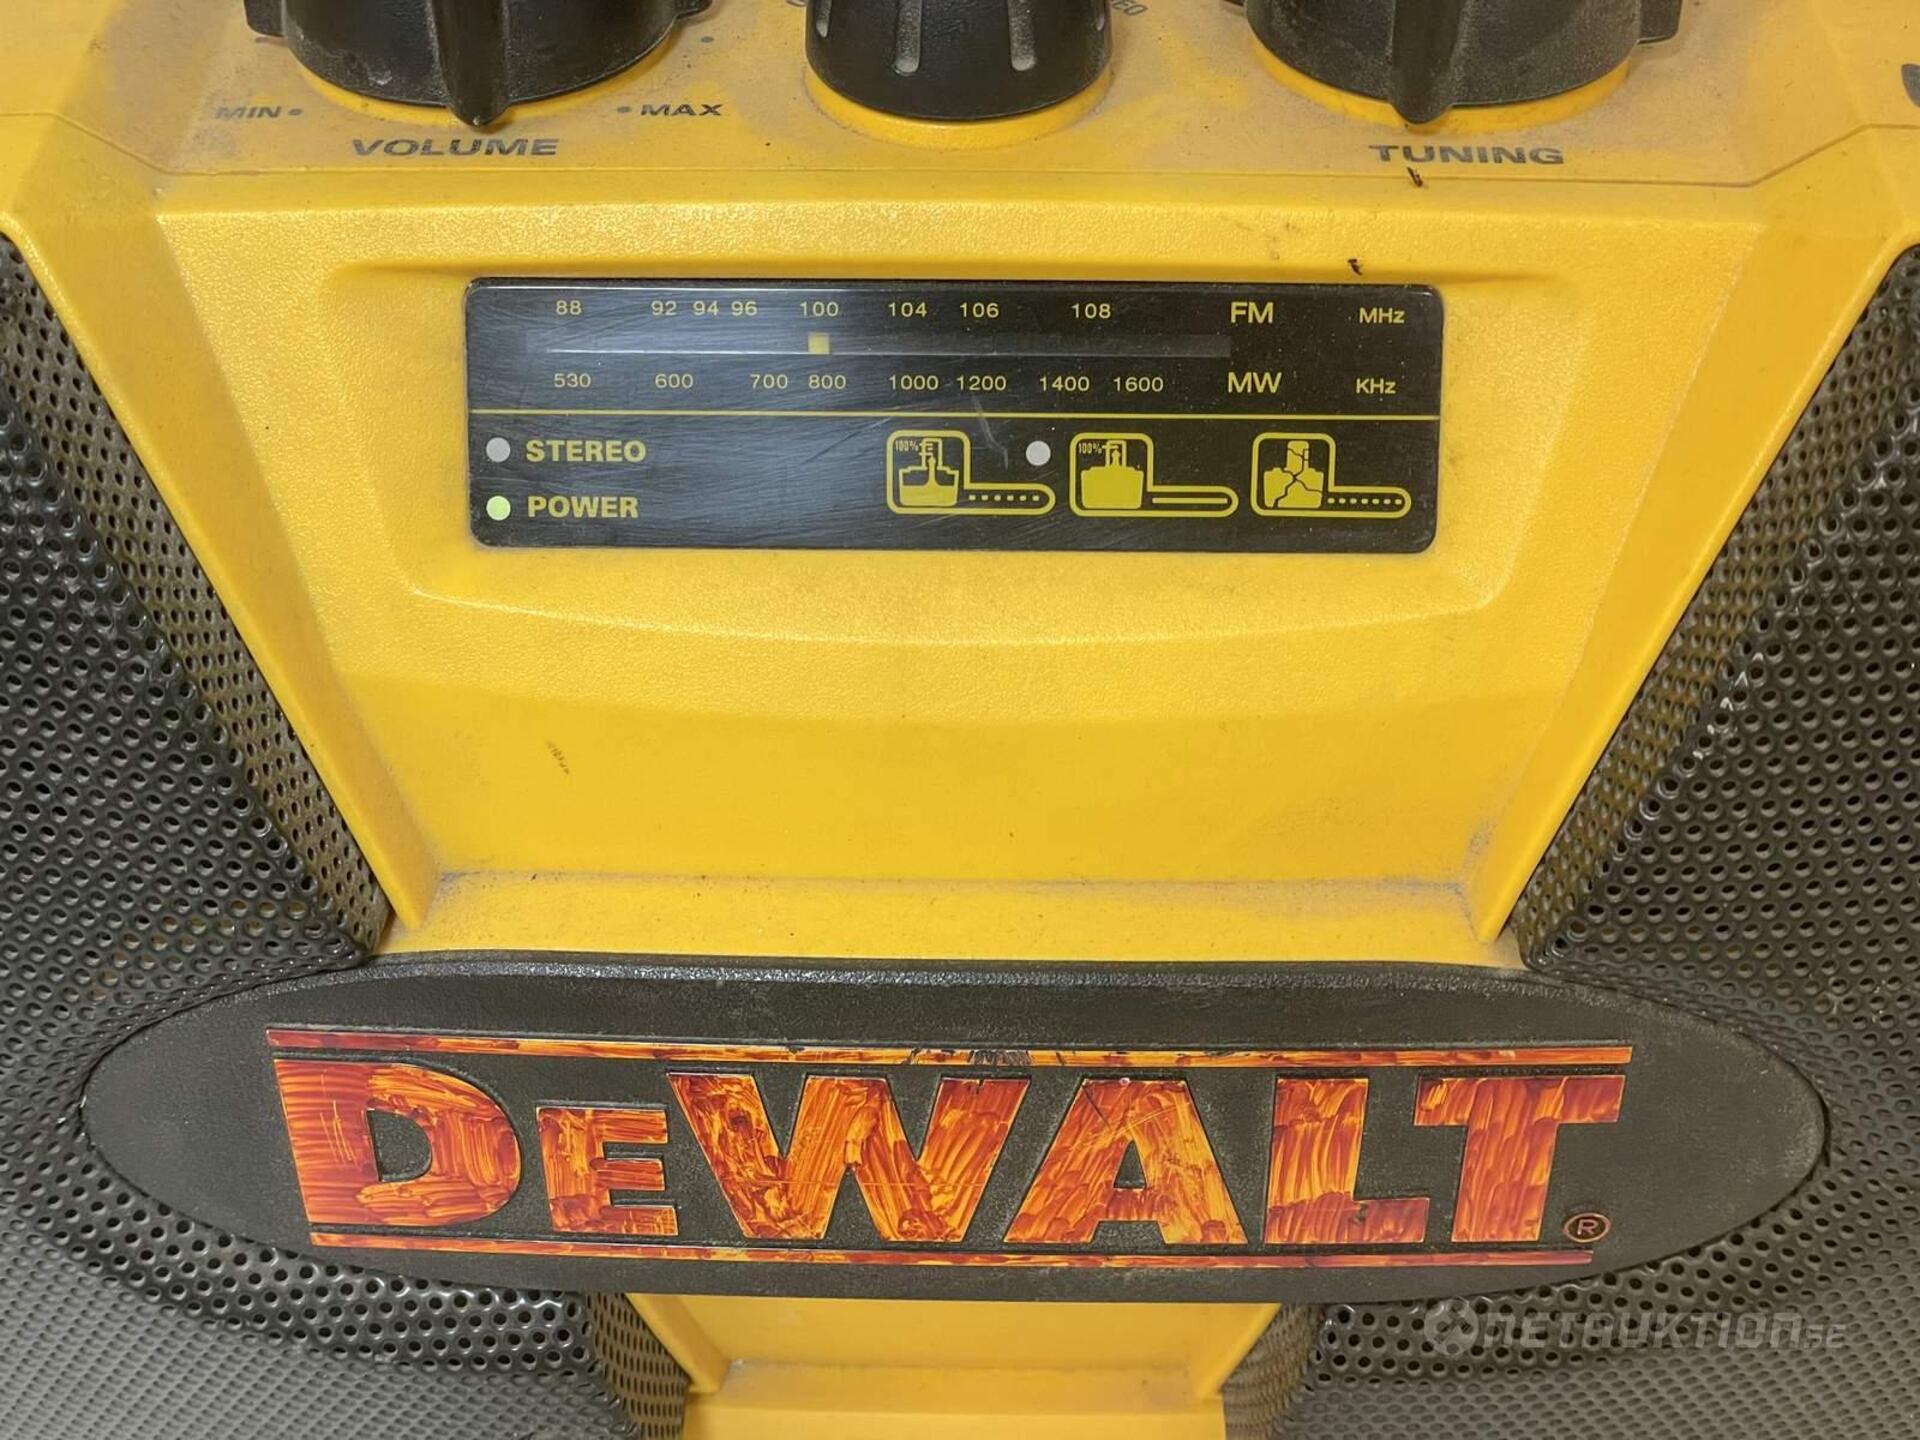 MIN • • MAX
VOLUME
TUNING
88 92 94 96 100 104 106 108 FM MHz
530 600 700 800 1000 1200 1400 1600 MW KHz
STEREO
100% 100%
POWER
DEWALT ®
NETAUKTION.SE